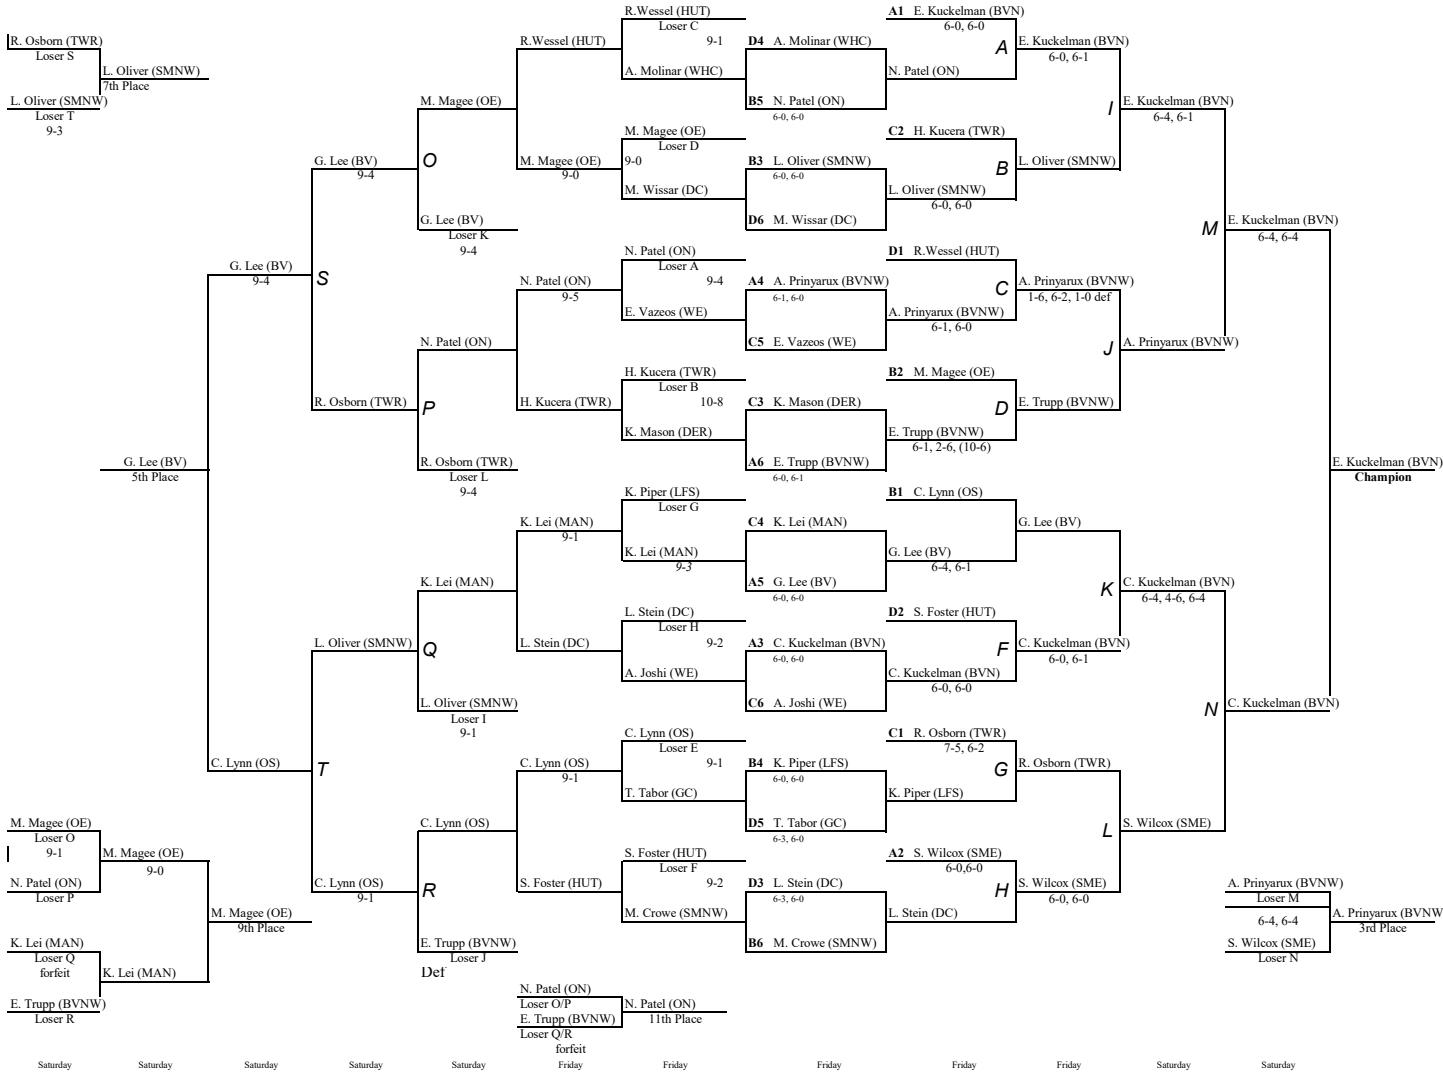 R.Wessel (HUT)
Loser C
9-1
A1 E. Kuckelman (BVN)
6-0, 6-0
R. Osborn (TWR)
Loser S
R.Wessel (HUT)
D4 A. Molinar (WHC)
A
E. Kuckelman (BVN)
6-0, 6-1
L. Oliver (SMNW)
7th Place
A. Molinar (WHC)
N. Patel (ON)
L. Oliver (SMNW)
Loser T
9-3
M. Magee (OE)
B5 N. Patel (ON)
6-0, 6-0
I
E. Kuckelman (BVN)
6-4, 6-1
M. Magee (OE)
Loser D
9-0
C2 H. Kucera (TWR)
G. Lee (BV)
9-4
O
M. Magee (OE)
9-0
B3 L. Oliver (SMNW)
6-0, 6-0
B
L. Oliver (SMNW)
M. Wissar (DC)
L. Oliver (SMNW)
6-0, 6-0
G. Lee (BV)
Loser K
9-4
D6 M. Wissar (DC)
M
E. Kuckelman (BVN)
6-4, 6-4
N. Patel (ON)
Loser A
9-4
D1 R.Wessel (HUT)
G. Lee (BV)
9-4
S
N. Patel (ON)
9-5
A4 A. Prinyarux (BVNW)
6-1, 6-0
C
A. Prinyarux (BVNW)
1-6, 6-2, 1-0 def
E. Vazeos (WE)
A. Prinyarux (BVNW)
6-1, 6-0
N. Patel (ON)
C5 E. Vazeos (WE)
J
A. Prinyarux (BVNW)
H. Kucera (TWR)
Loser B
10-8
B2 M. Magee (OE)
R. Osborn (TWR)
P
H. Kucera (TWR)
C3 K. Mason (DER)
D
E. Trupp (BVNW)
K. Mason (DER)
E. Trupp (BVNW)
6-1, 2-6, (10-6)
G. Lee (BV)
5th Place
R. Osborn (TWR)
Loser L
9-4
A6 E. Trupp (BVNW)
6-0, 6-1
E. Kuckelman (BVN)
Champion
K. Piper (LFS)
Loser G
B1 C. Lynn (OS)
K. Lei (MAN)
9-1
C4 K. Lei (MAN)
G. Lee (BV)
K. Lei (MAN)
9-3
G. Lee (BV)
6-4, 6-1
K. Lei (MAN)
A5 G. Lee (BV)
6-0, 6-0
K
C. Kuckelman (BVN)
6-4, 4-6, 6-4
L. Stein (DC)
Loser H
9-2
D2 S. Foster (HUT)
L. Oliver (SMNW)
Q
L. Stein (DC)
A3 C. Kuckelman (BVN)
6-0, 6-0
F
C. Kuckelman (BVN)
6-0, 6-1
A. Joshi (WE)
C. Kuckelman (BVN)
6-0, 6-0
L. Oliver (SMNW)
Loser I
9-1
C6 A. Joshi (WE)
N
C. Kuckelman (BVN)
C. Lynn (OS)
Loser E
9-1
C1 R. Osborn (TWR)
7-5, 6-2
C. Lynn (OS)
T
C. Lynn (OS)
9-1
B4 K. Piper (LFS)
6-0, 6-0
G
R. Osborn (TWR)
T. Tabor (GC)
K. Piper (LFS)
M. Magee (OE)
Loser O
9-1
C. Lynn (OS)
D5 T. Tabor (GC)
6-3, 6-0
L
S. Wilcox (SME)
M. Magee (OE)
9-0
S. Foster (HUT)
Loser F
9-2
A2 S. Wilcox (SME)
6-0,6-0
N. Patel (ON)
Loser P
C. Lynn (OS)
9-1
R
S. Foster (HUT)
D3 L. Stein (DC)
6-3, 6-0
H
S. Wilcox (SME)
6-0, 6-0
A. Prinyarux (BVNW)
Loser M
6-4, 6-4
M. Magee (OE)
9th Place
M. Crowe (SMNW)
L. Stein (DC)
A. Prinyarux (BVNW
3rd Place
K. Lei (MAN)
Loser Q
forfeit
E. Trupp (BVNW)
Loser J
Def
B6 M. Crowe (SMNW)
S. Wilcox (SME)
Loser N
K. Lei (MAN)
N. Patel (ON)
Loser O/P
E. Trupp (BVNW)
Loser R
N. Patel (ON)
11th Place
E. Trupp (BVNW)
Loser Q/R
forfeit
Saturday Saturday Saturday Saturday Saturday Friday Friday Friday Friday Friday Saturday Saturday